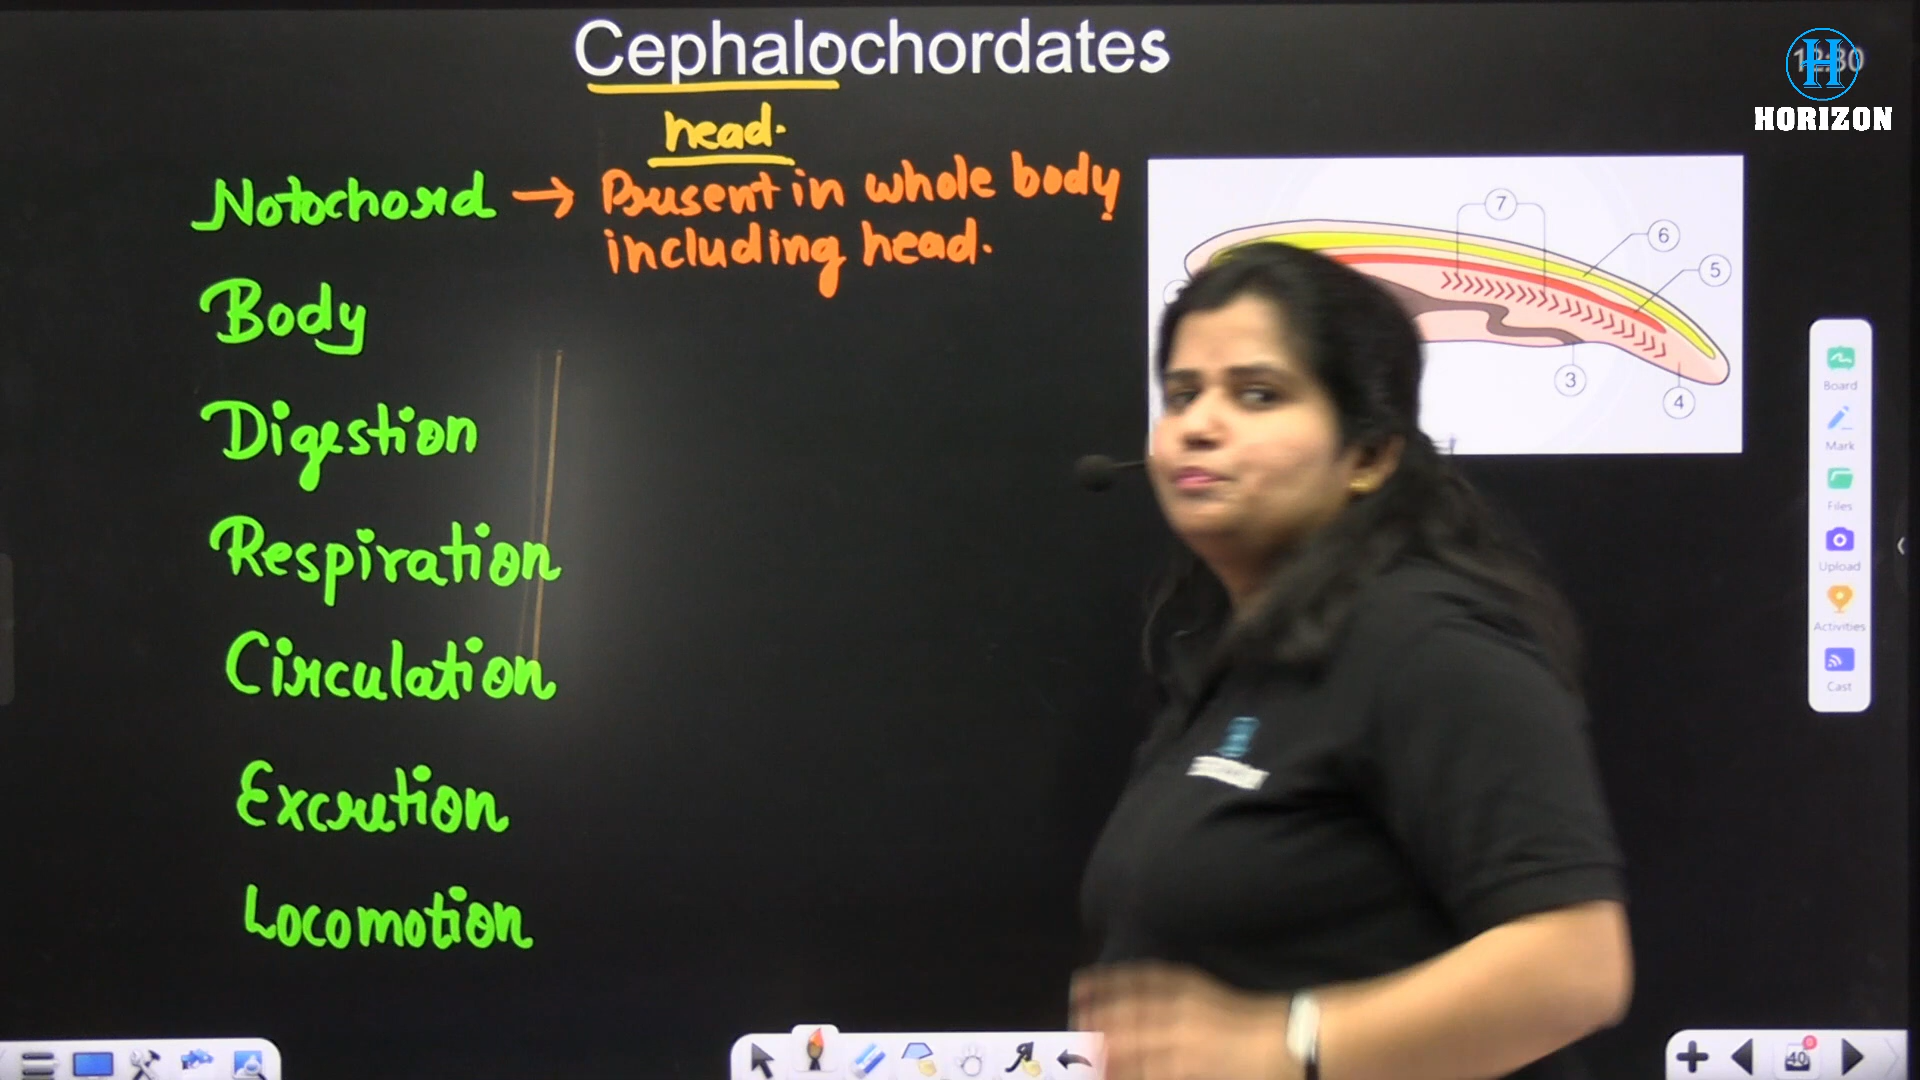 Cephalochordates
head.
Notochord → Present in whole body
including head.
Body
Digestion
Respiration
Circulation
Excretion
Locomotion
7
6
5
3
4
HORIZON
Board
Mark
Files
Upload
Activities
Cast
40